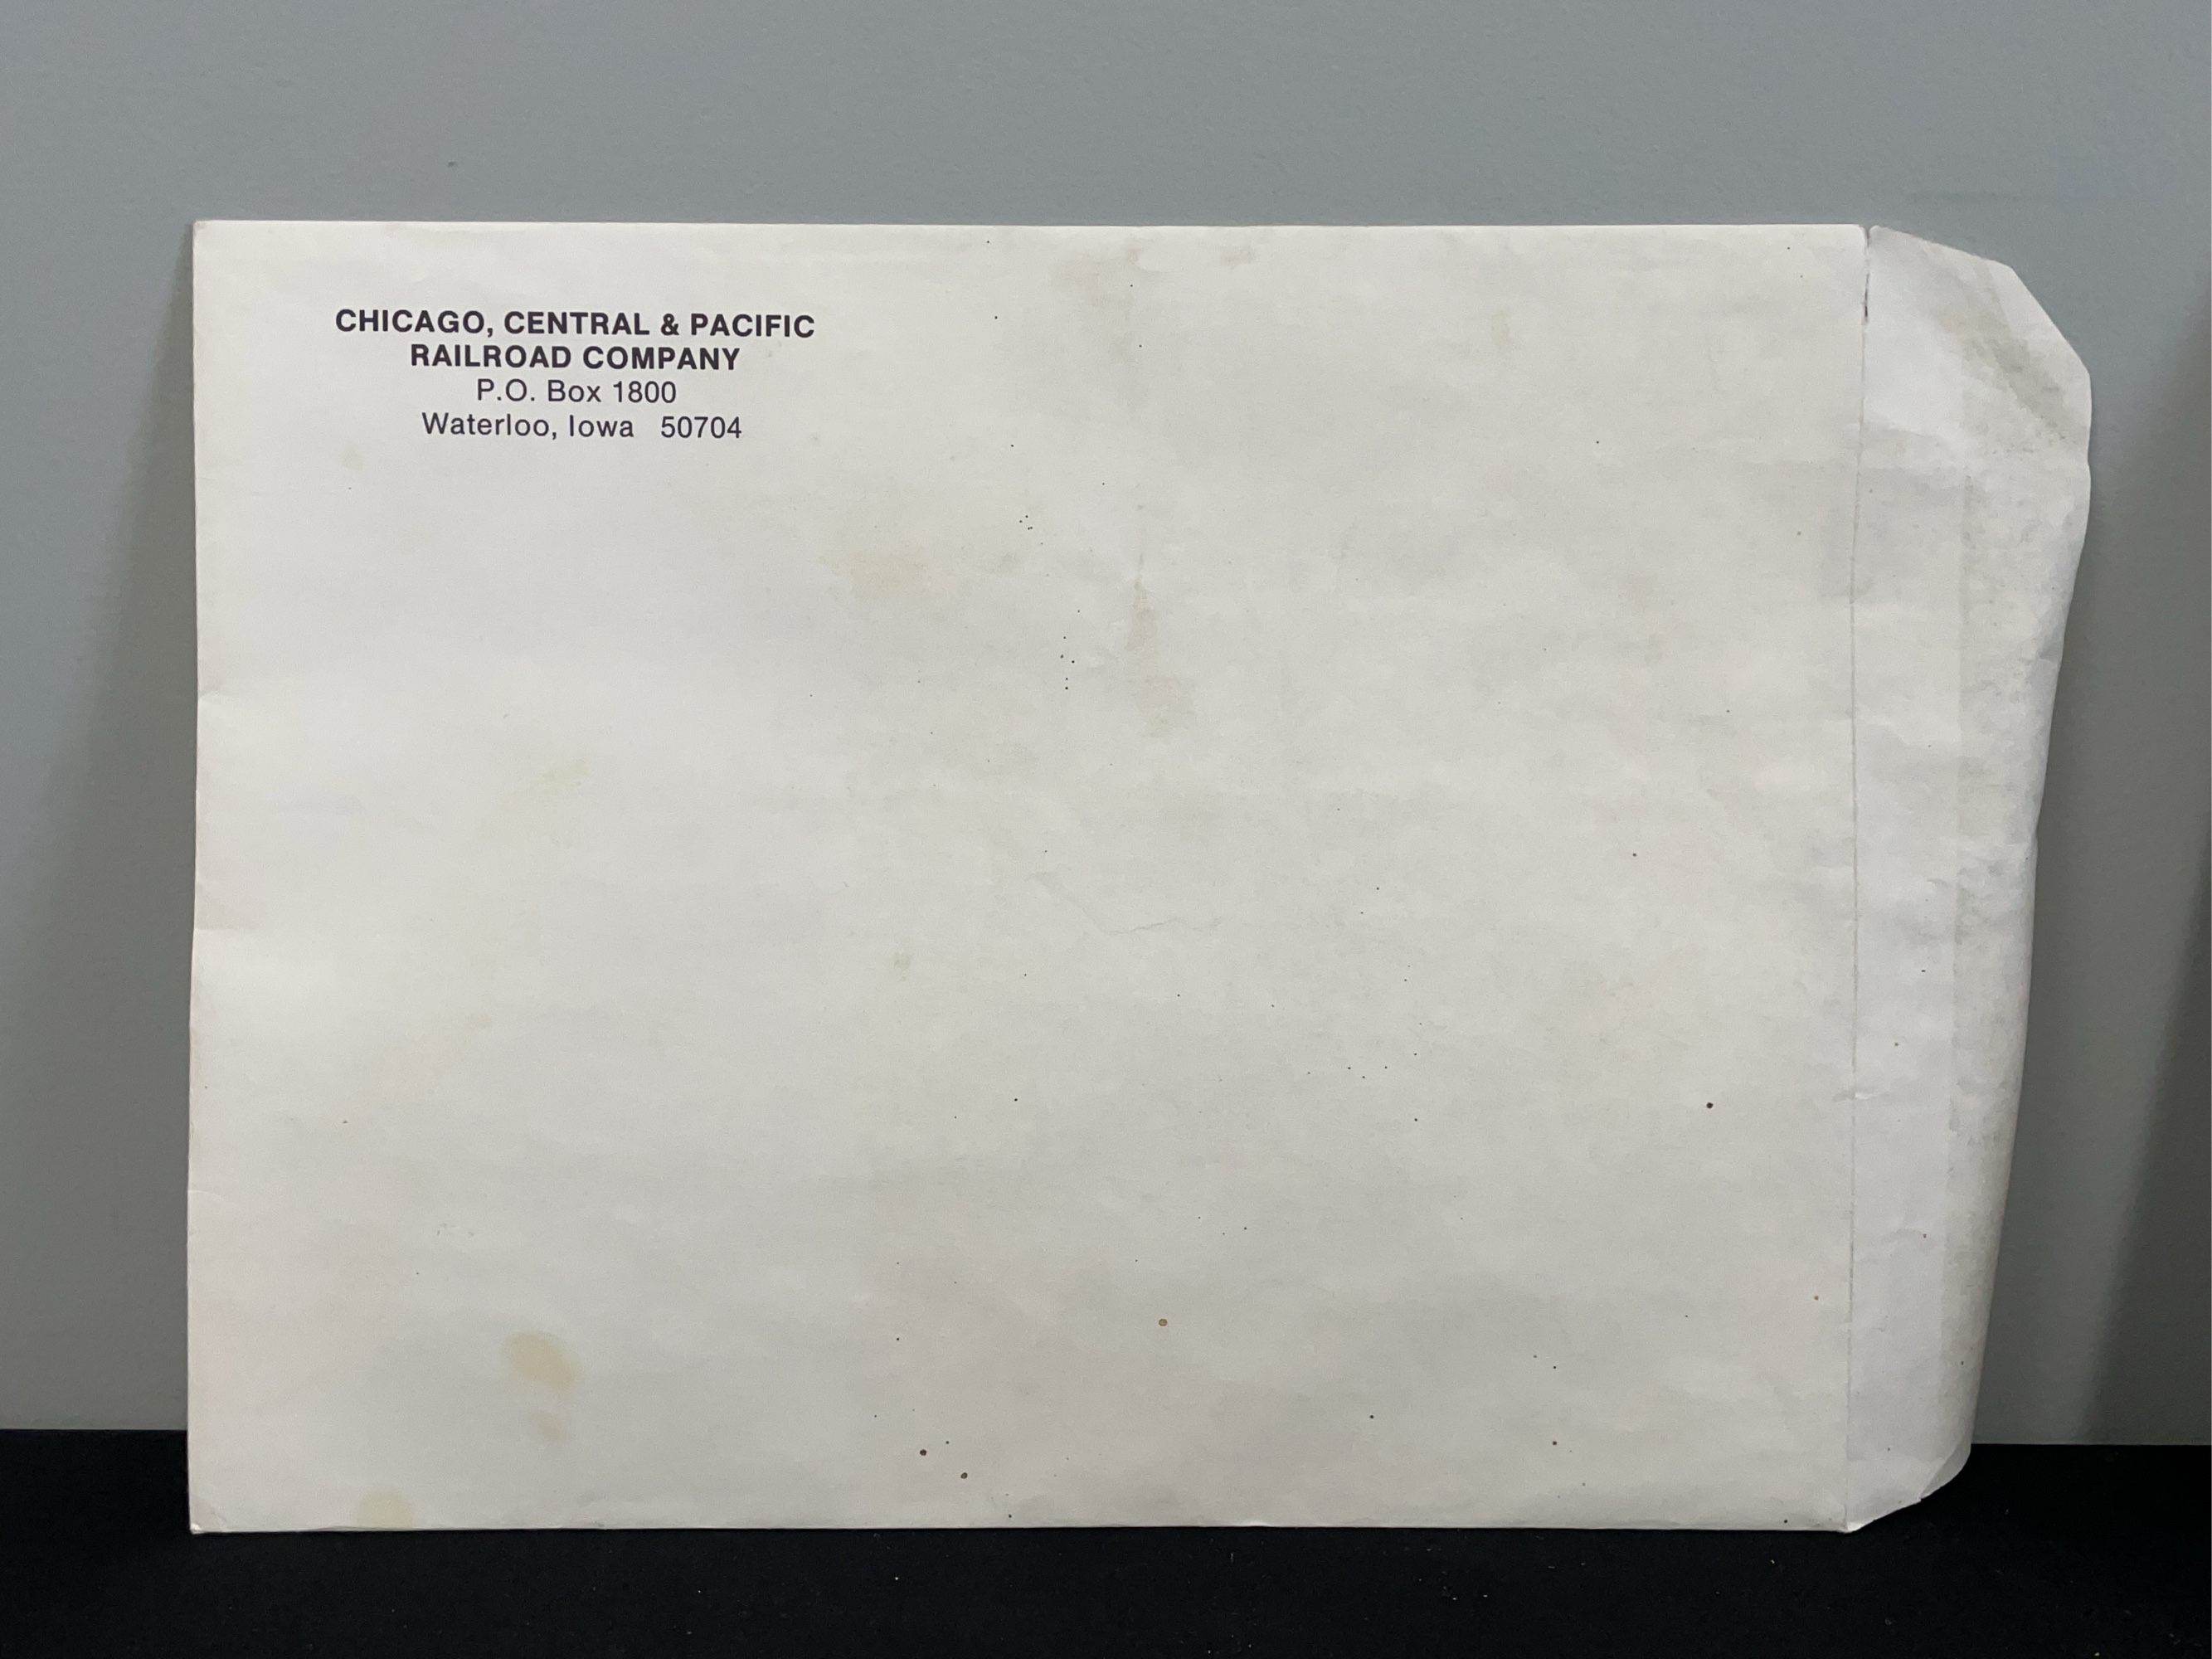 CHICAGO, CENTRAL & PACIFIC
RAILROAD COMPANY
P.O. Box 1800
Waterloo, Iowa 50704